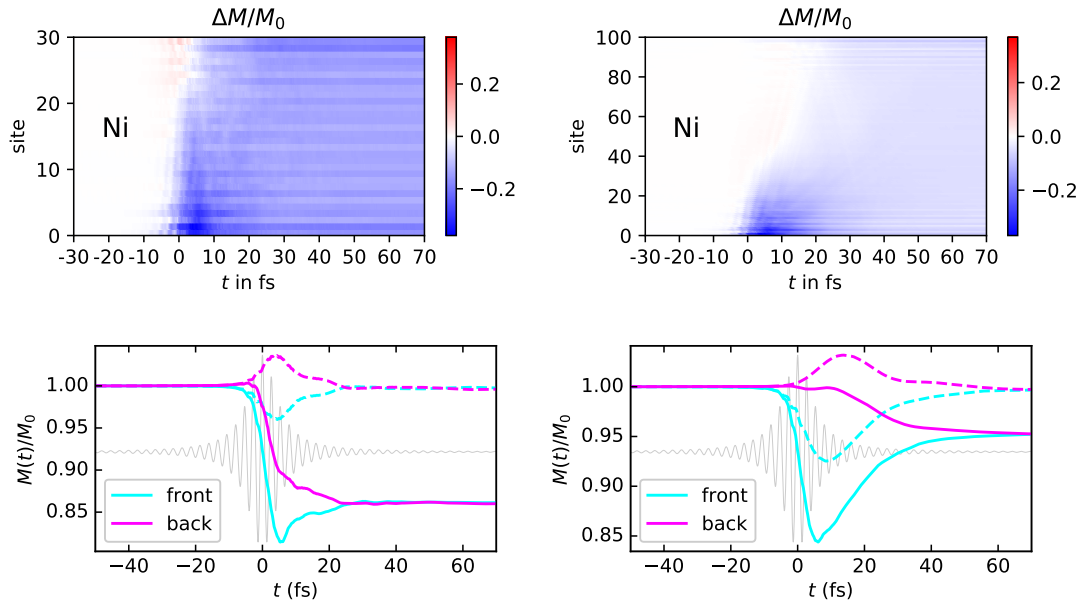 ΔM/M₀
30
20
10
0
site
Ni
-30 -20 -10 0 10 20 30 40 50 60 70
t in fs
0.2
0.0
−0.2
ΔM/M₀
100
80
60
40
20
0
site
Ni
-30 -20 -10 0 10 20 30 40 50 60 70
t in fs
0.2
0.0
−0.2
1.00
0.95
0.90
0.85
M(t)/M₀
front
back
−40 −20 0 20 40 60
t (fs)
1.00
0.95
0.90
0.85
M(t)/M₀
front
back
−40 −20 0 20 40 60
t (fs)